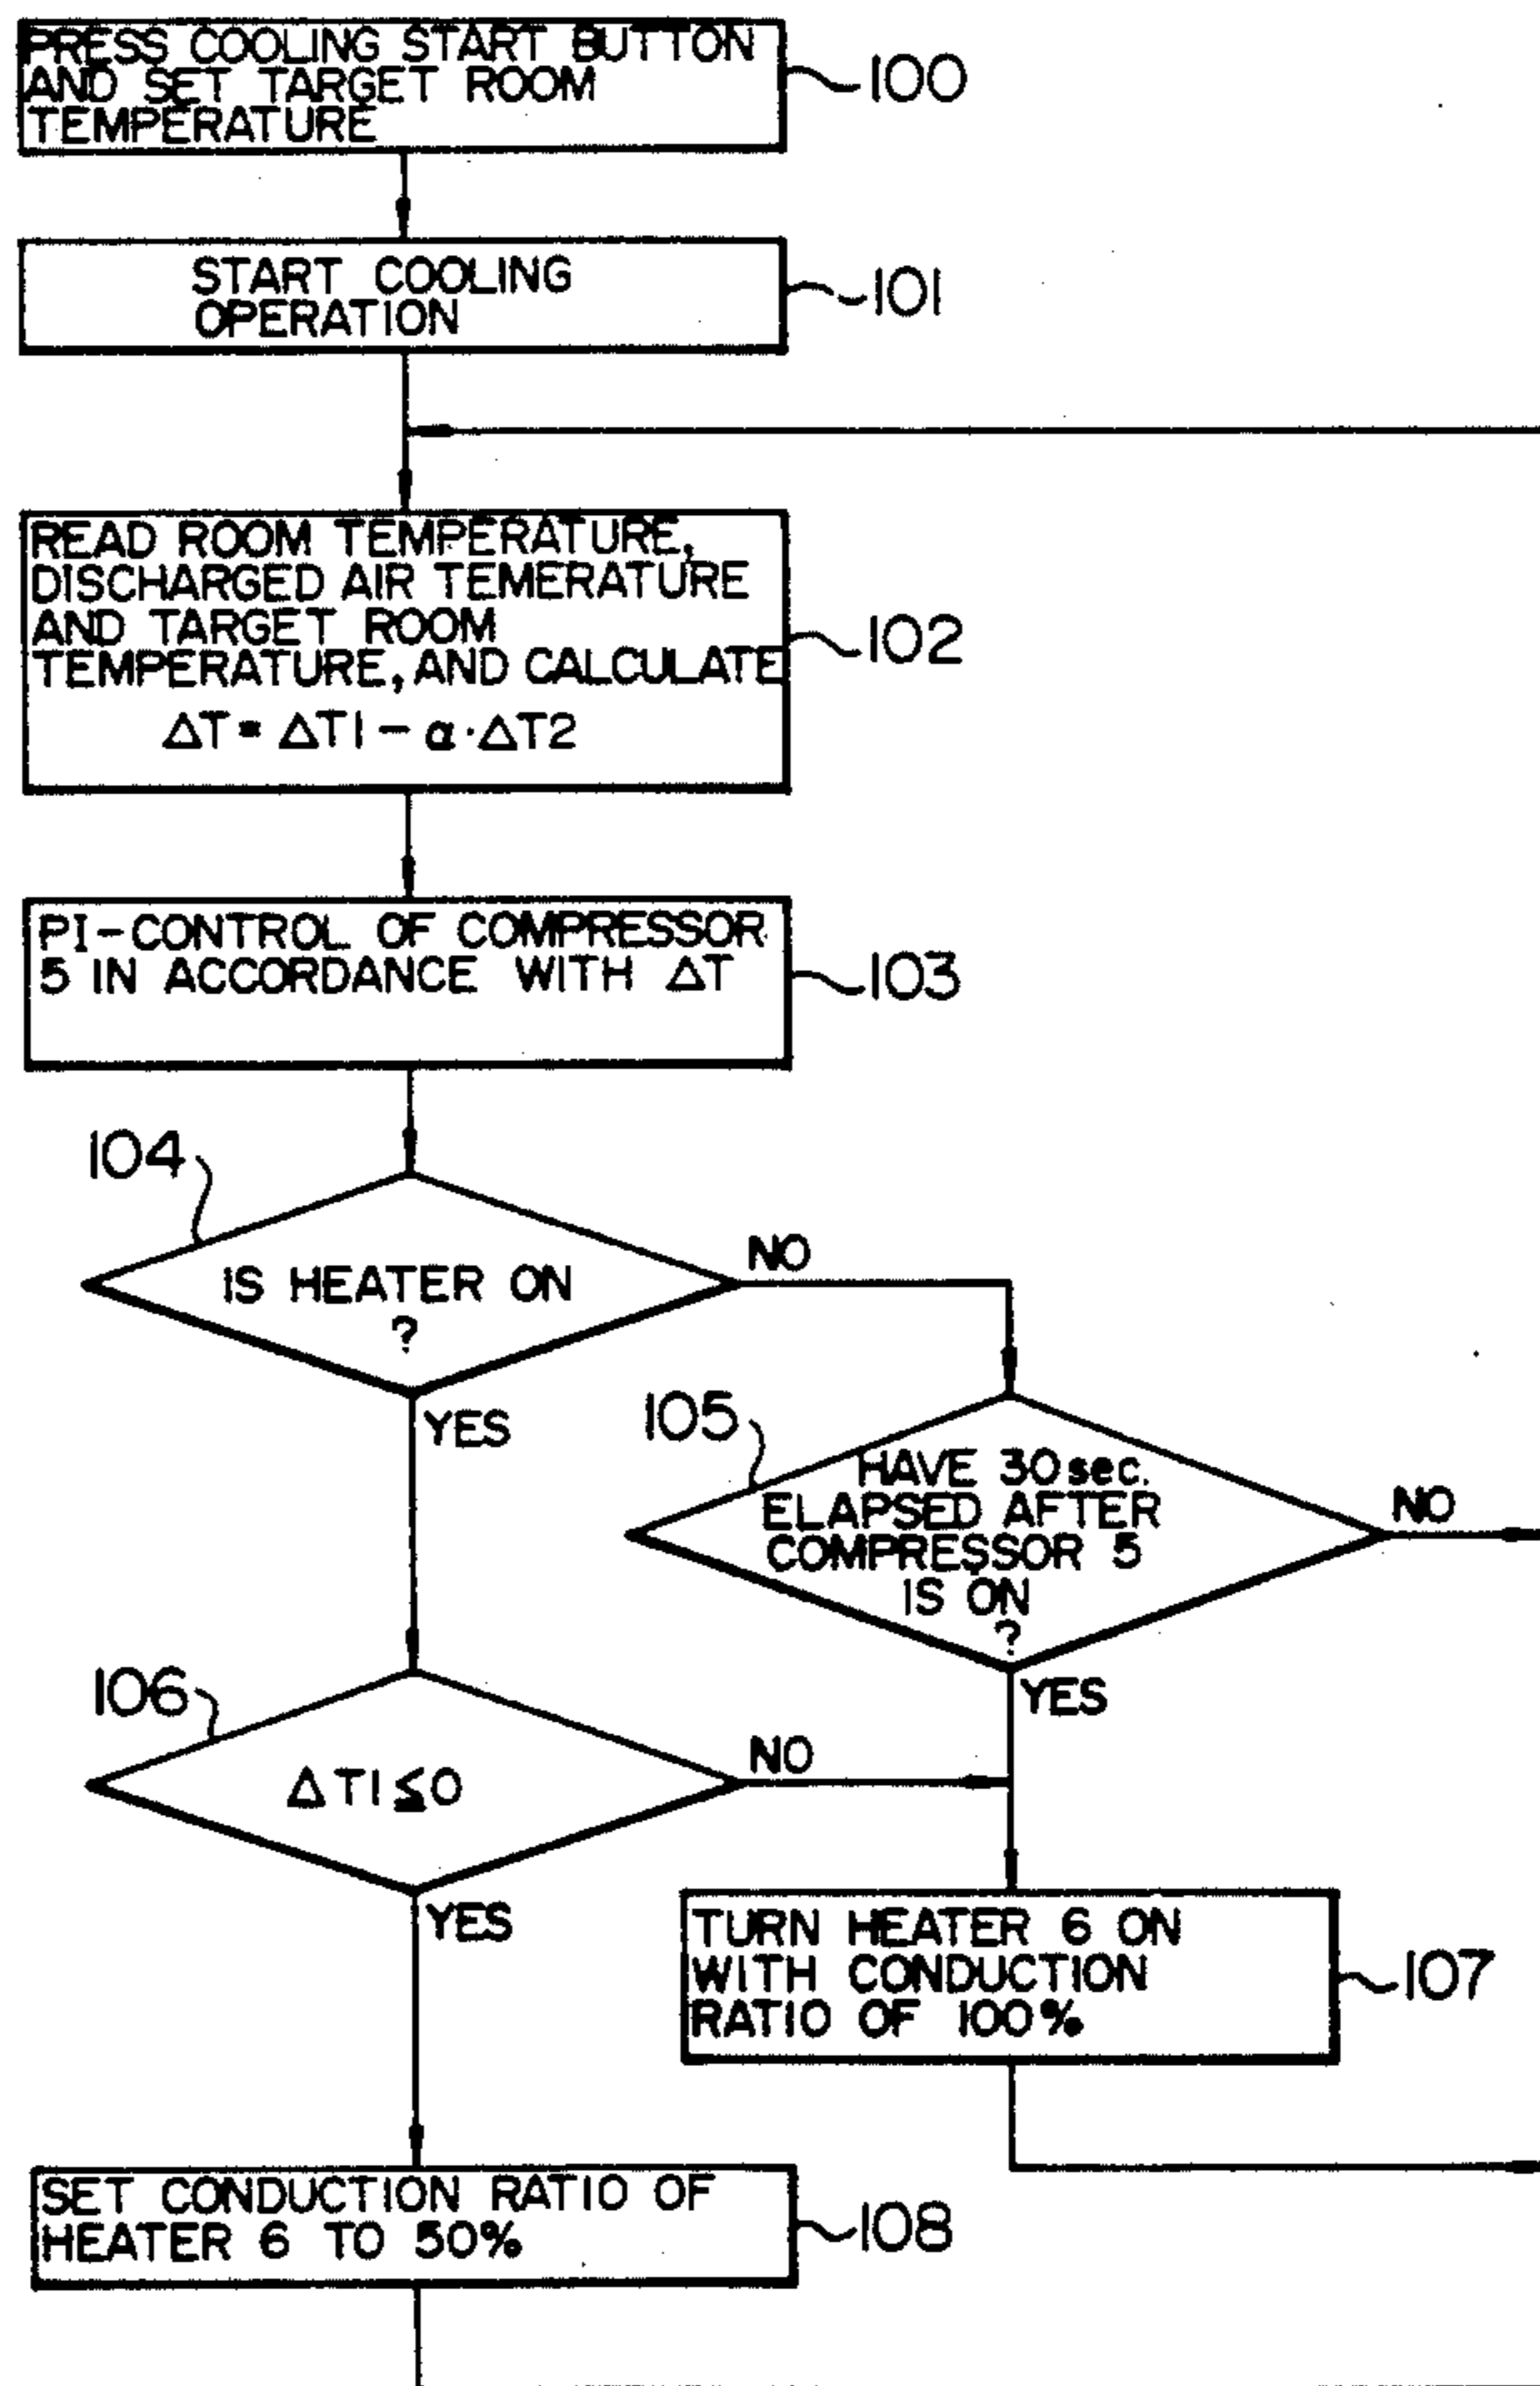 PRESS COOLING START BUTTON
AND SET TARGET ROOM
TEMPERATURE
100
START COOLING
OPERATION
101
READ ROOM TEMPERATURE,
DISCHARGED AIR TEMERATURE
AND TARGET ROOM
TEMPERATURE, AND CALCULATE
ΔT = ΔT1 - α·ΔT2
102
PI-CONTROL OF COMPRESSOR
5 IN ACCORDANCE WITH ΔT
103
104
IS HEATER ON
?
NO
YES
105
HAVE 30 sec.
ELAPSED AFTER
COMPRESSOR 5
IS ON
?
NO
YES
106
ΔT1 ≦ 0
NO
YES
TURN HEATER 6 ON
WITH CONDUCTION
RATIO OF 100%
107
SET CONDUCTION RATIO OF
HEATER 6 TO 50%
108